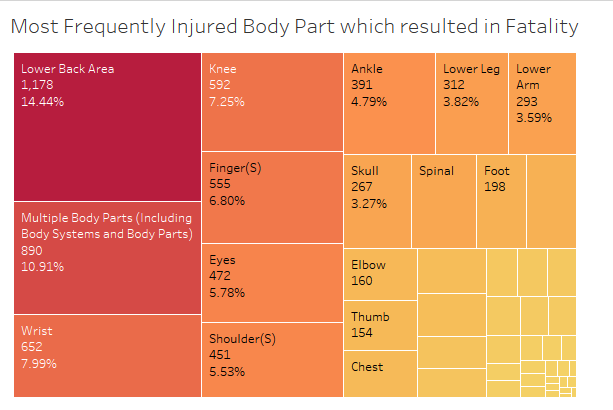 Most Frequently Injured Body Part which resulted in Fatality
Lower Back Area
1,178
14.44%
Multiple Body Parts (Including
Body Systems and Body Parts)
890
10.91%
Wrist
652
7.99%
Knee
592
7.25%
Finger(S)
555
6.80%
Eyes
472
5.78%
Shoulder(S)
451
5.53%
Ankle
391
4.79%
Lower Leg
312
3.82%
Lower
Arm
293
3.59%
Skull
267
3.27%
Spinal
Foot
198
Elbow
160
Thumb
154
Chest